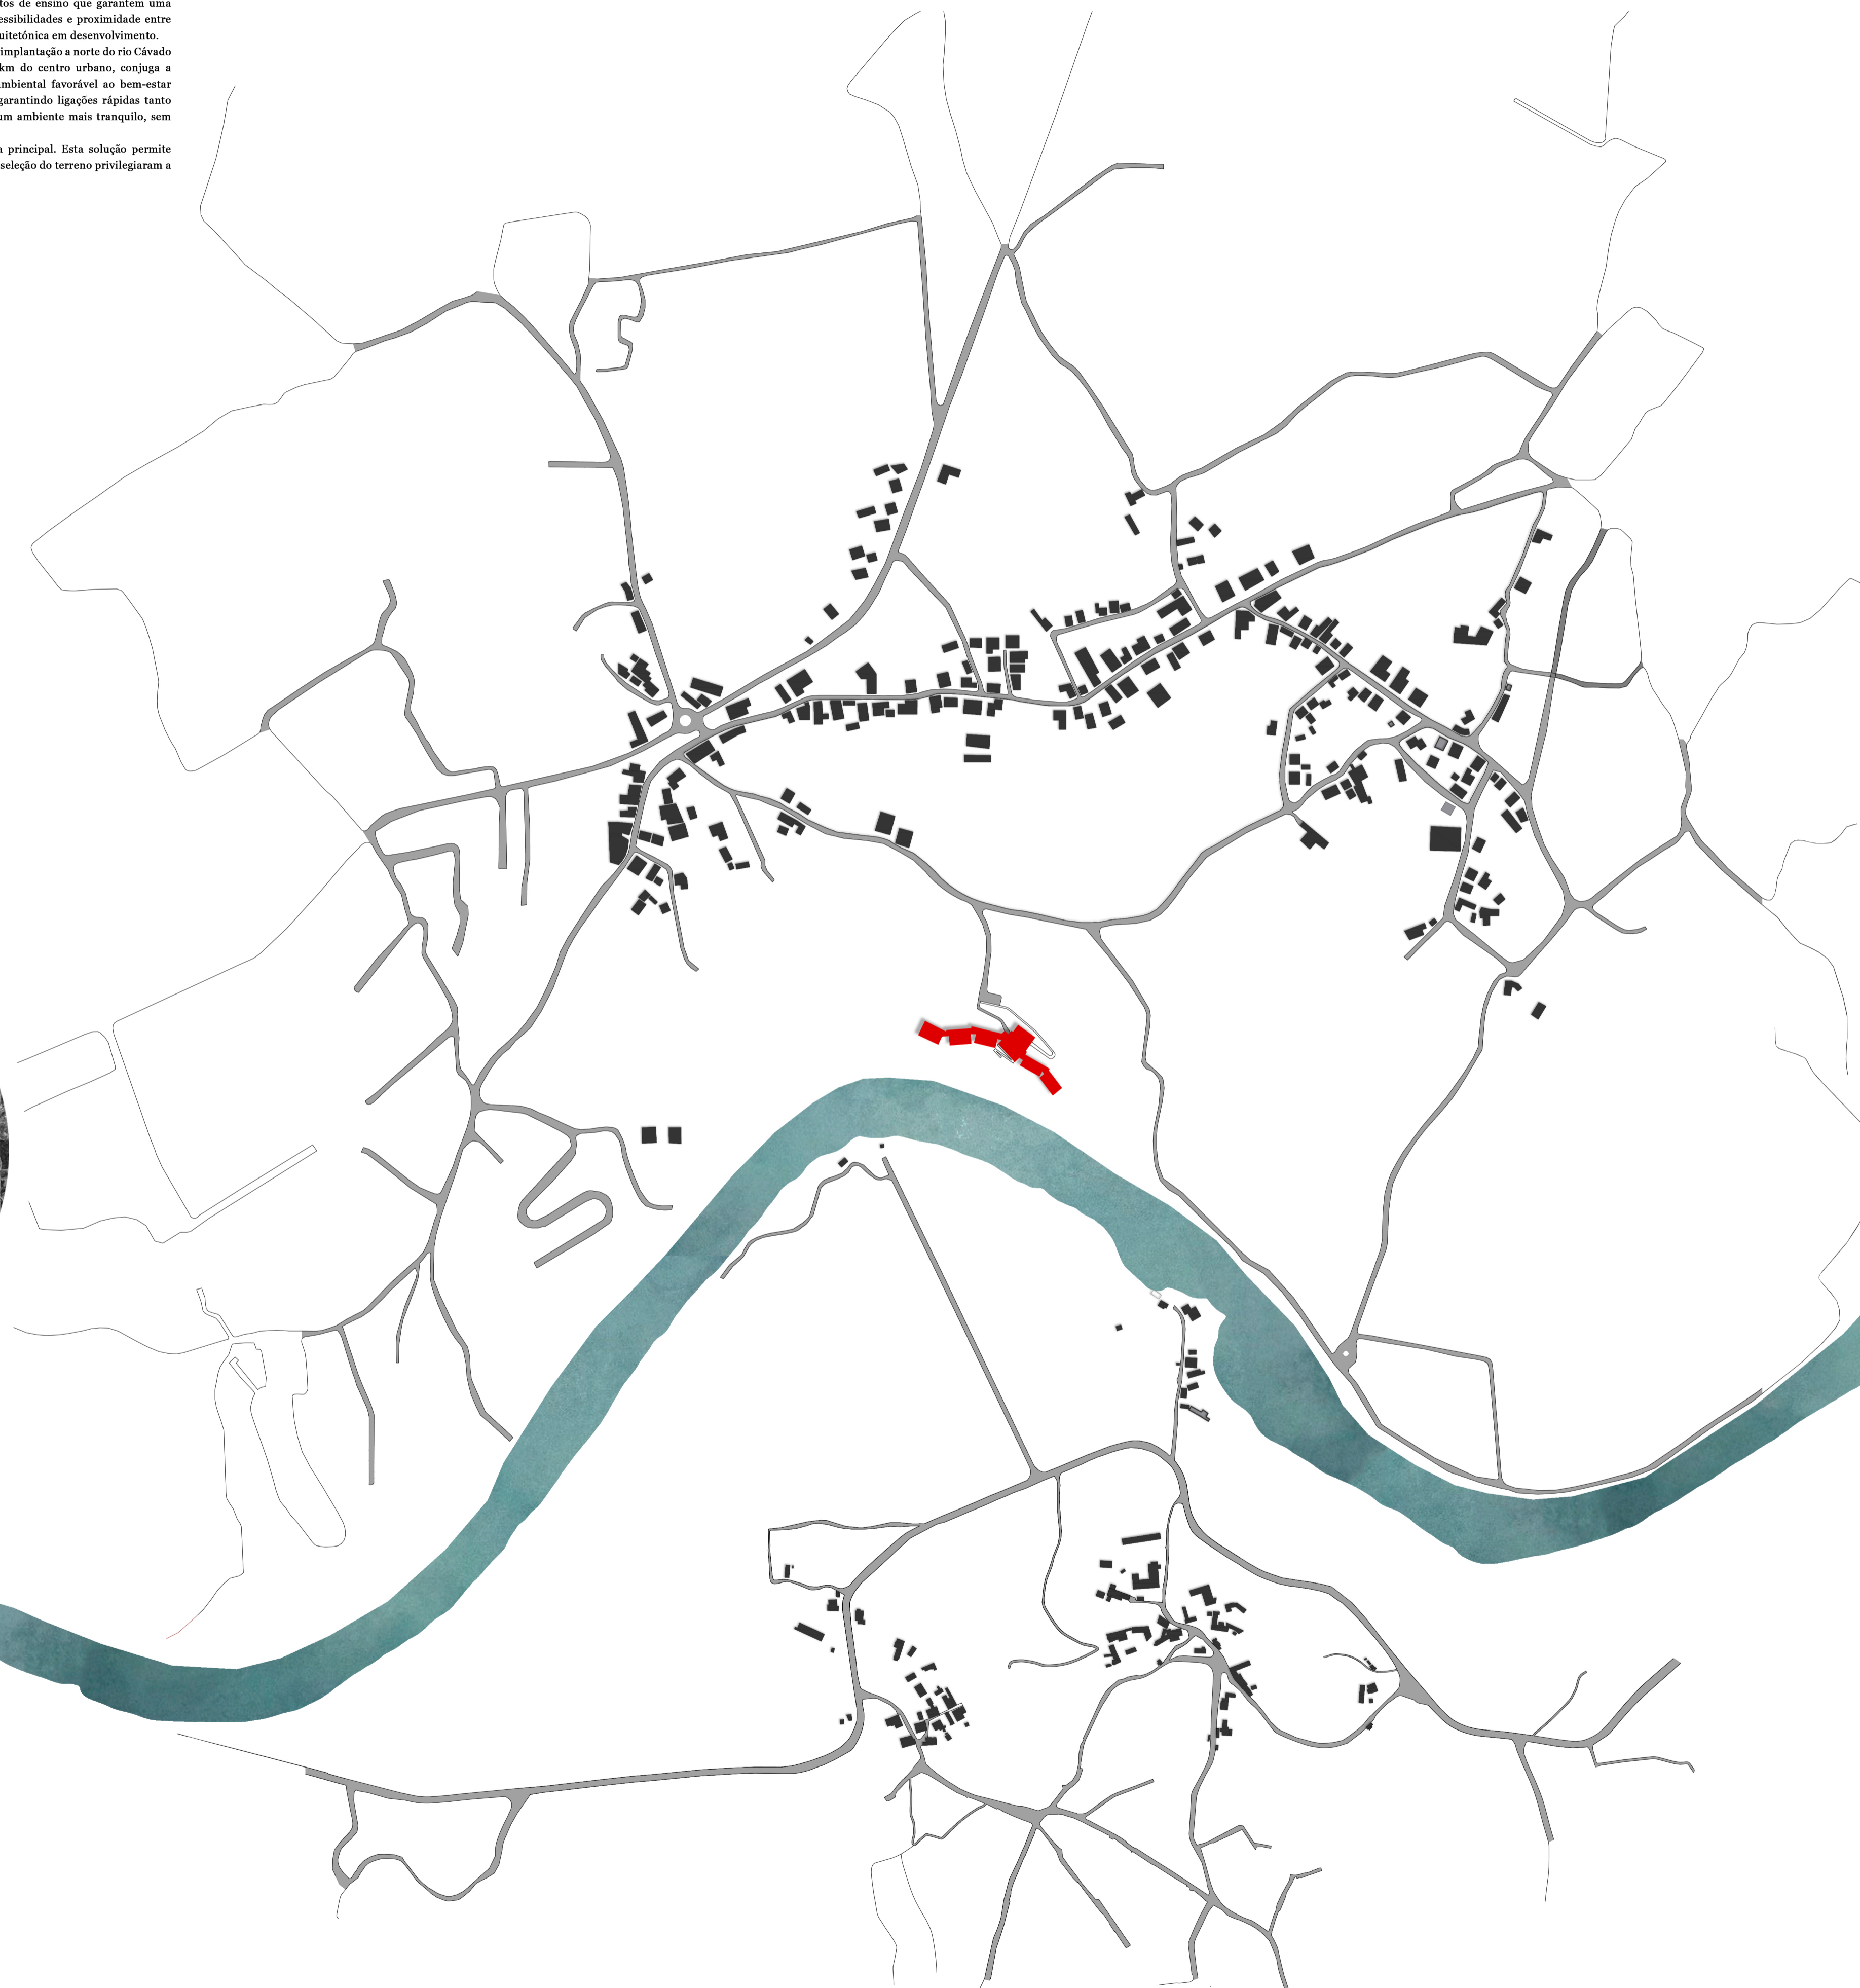 tos de ensino que garantem uma
essibilidades e proximidade entre
uitetónica em desenvolvimento.
implantação a norte do rio Cávado
km do centro urbano, conjuga a
mbiental favorável ao bem-estar
garantindo ligações rápidas tanto
um ambiente mais tranquilo, sem
a principal. Esta solução permite
seleção do terreno privilegiaram a